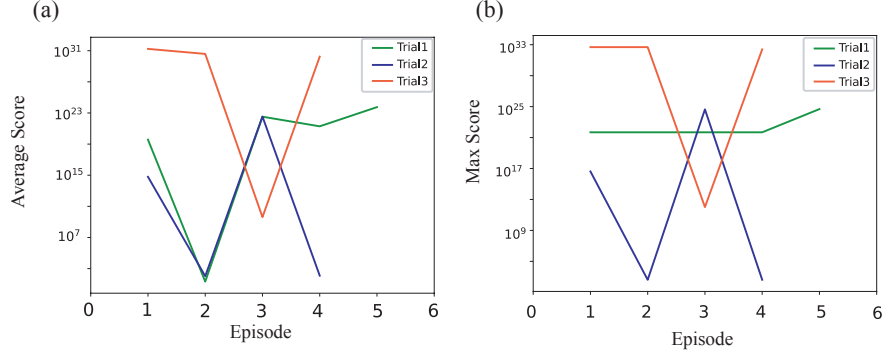 (a)
10^31
10^23
10^15
10^7
Average Score
Trial1
Trial2
Trial3
0 1 2 3 4 5 6
Episode
(b)
10^33
10^25
10^17
10^9
Max Score
Trial1
Trial2
Trial3
0 1 2 3 4 5 6
Episode